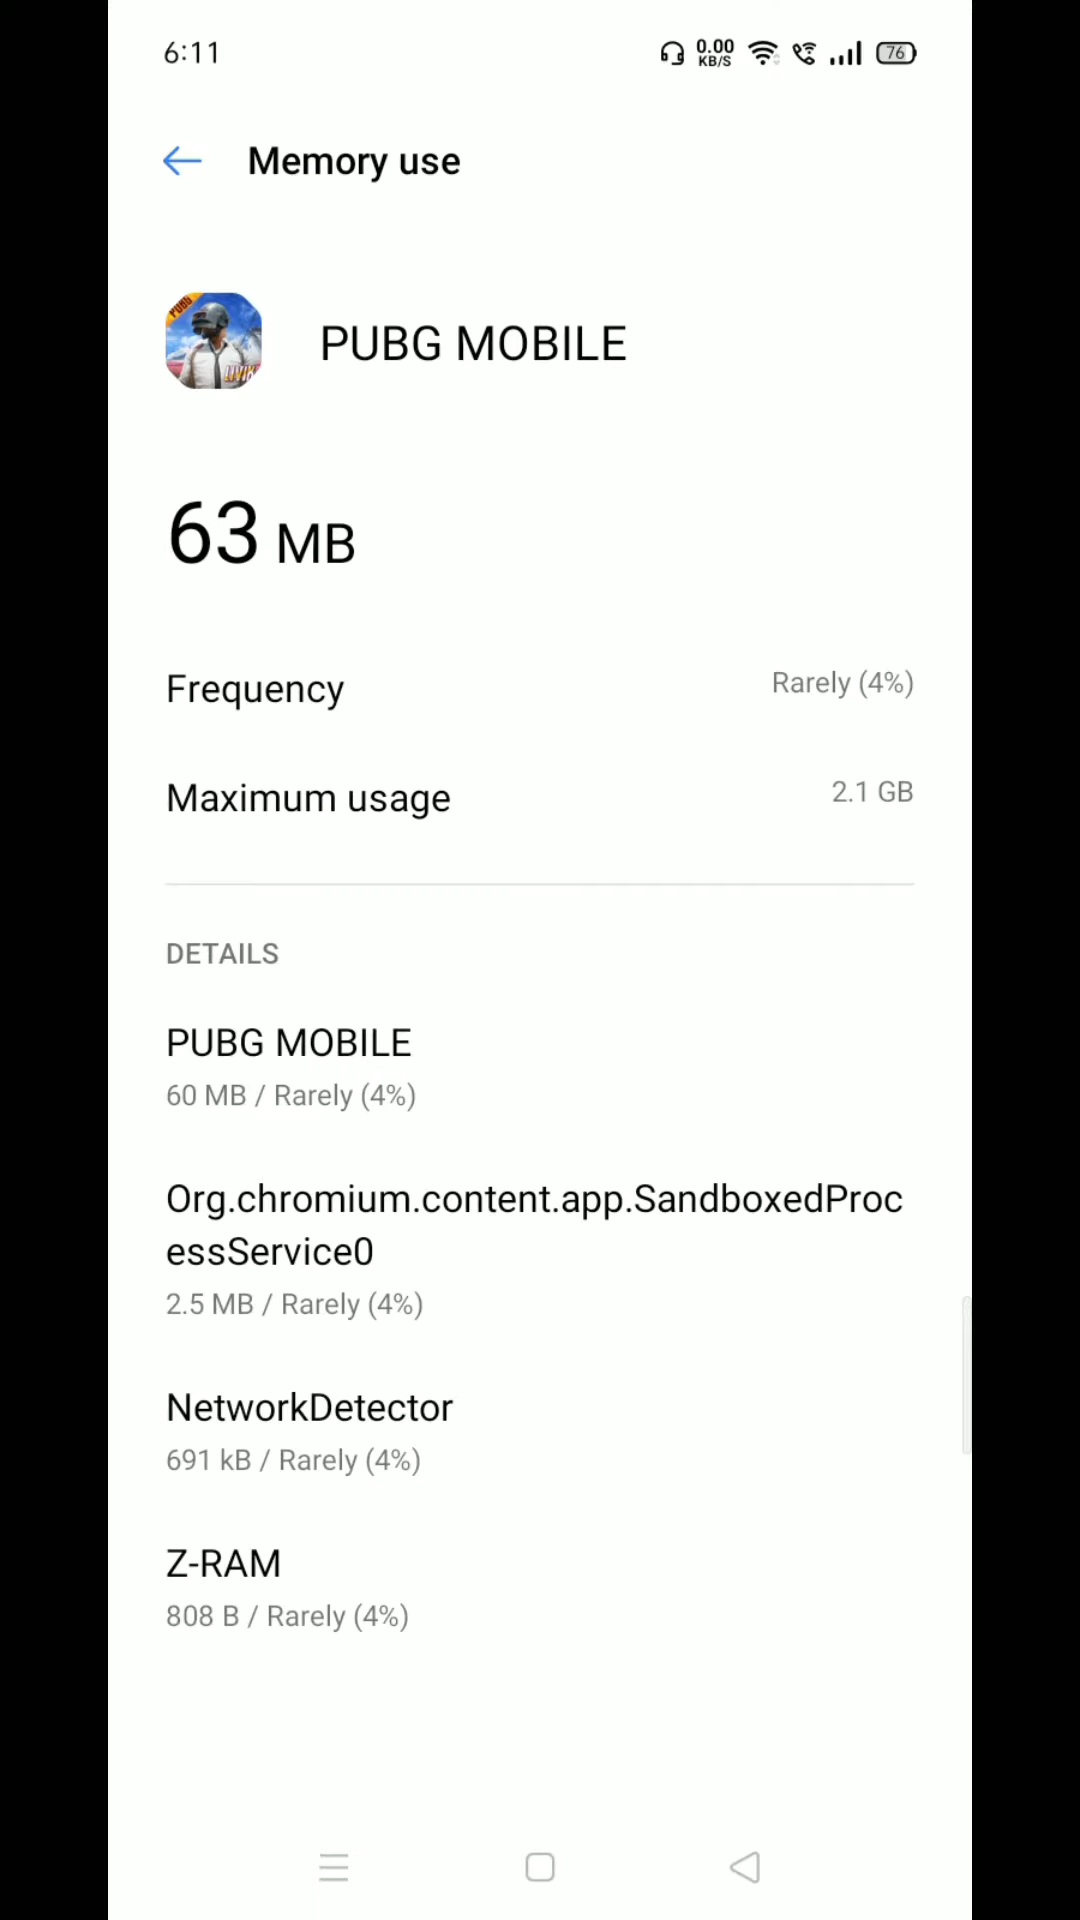 6:11
0.00
KB/S
76
Memory use
PUBG
LIVIK
PUBG MOBILE
63 MB
Frequency
Rarely (4%)
Maximum usage
2.1 GB
DETAILS
PUBG MOBILE
60 MB / Rarely (4%)
Org.chromium.content.app.SandboxedProc
essService0
2.5 MB / Rarely (4%)
NetworkDetector
691 kB / Rarely (4%)
Z-RAM
808 B / Rarely (4%)